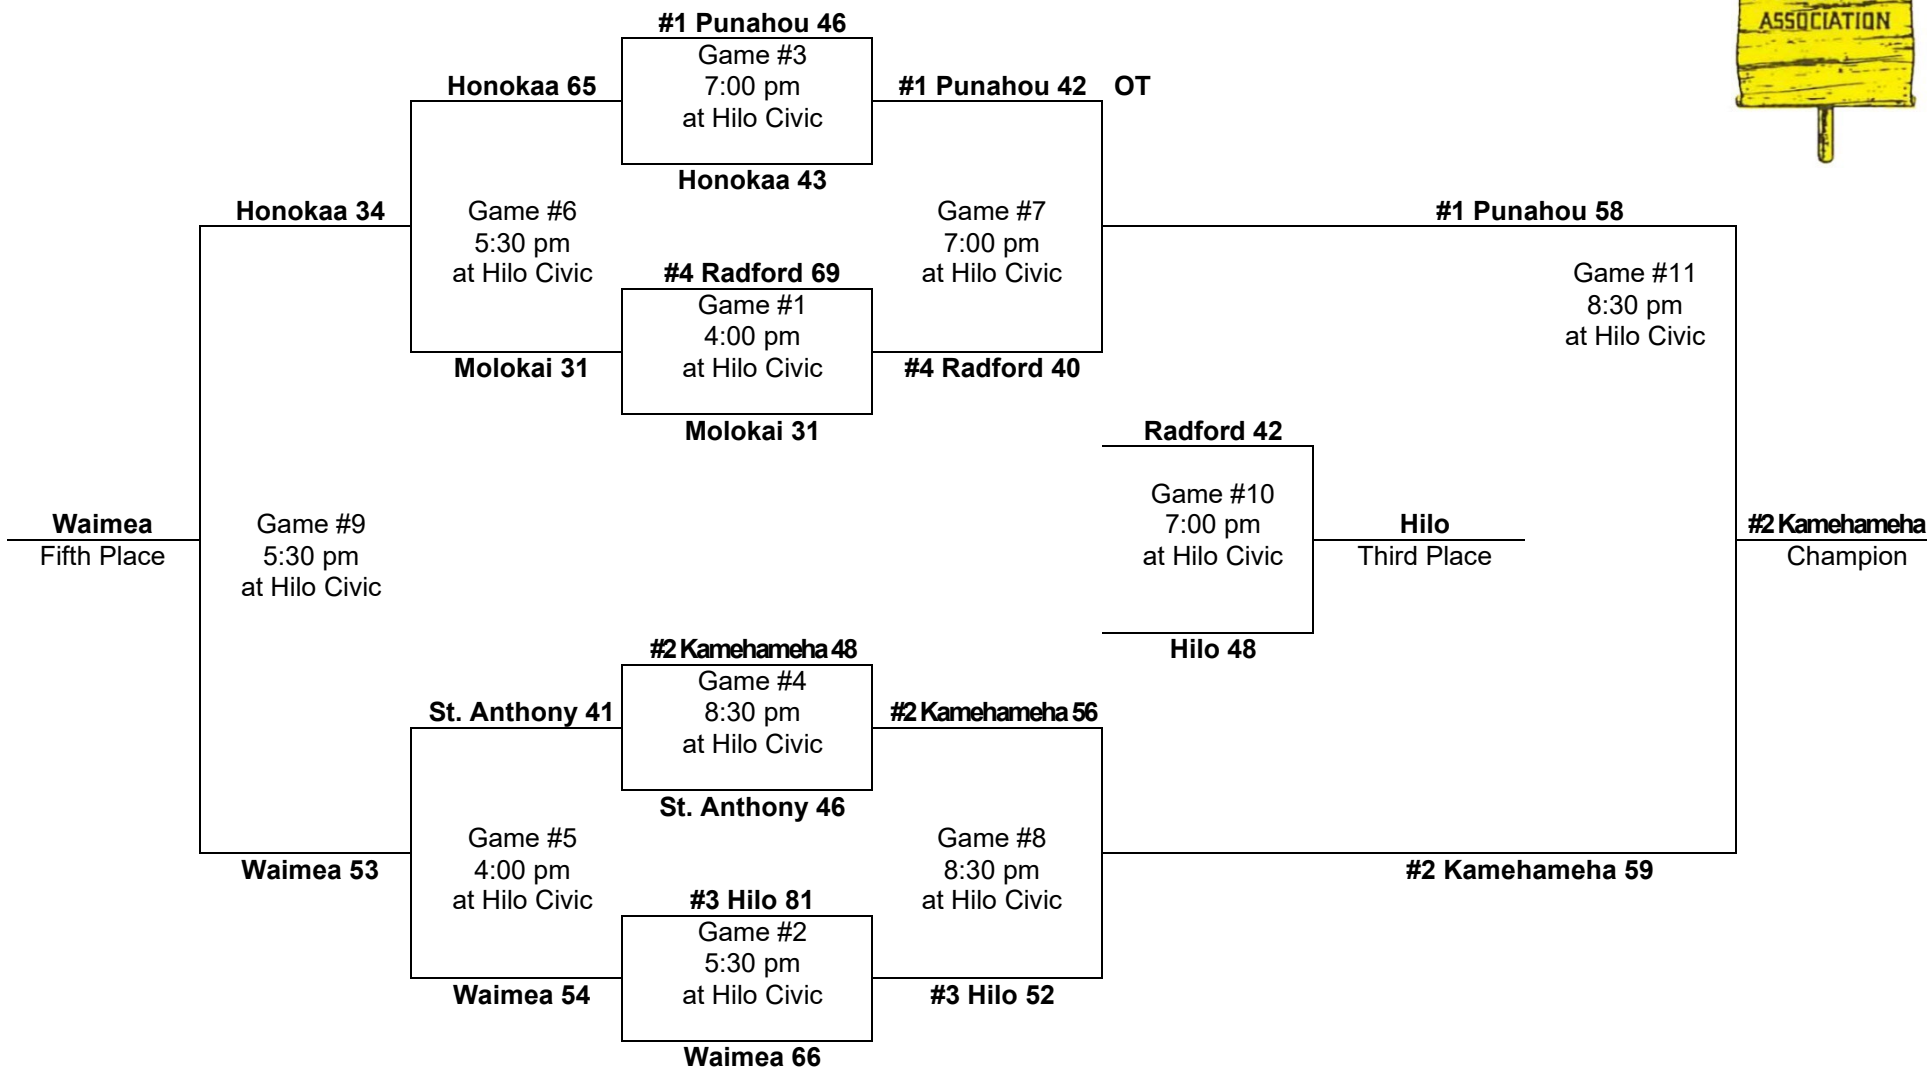 ASSOCIATION
#1 Punahou 46
Game #3
7:00 pm
at Hilo Civic
Honokaa 43
Honokaa 65
#1 Punahou 42 OT
Honokaa 34
Game #6
5:30 pm
at Hilo Civic
#4 Radford 69
Game #1
4:00 pm
at Hilo Civic
Molokai 31
Molokai 31
Game #7
7:00 pm
at Hilo Civic
#4 Radford 40
#1 Punahou 58
Game #11
8:30 pm
at Hilo Civic
Radford 42
Game #10
7:00 pm
at Hilo Civic
Hilo 48
Hilo
Third Place
#2 Kamehameha
Champion
Waimea
Fifth Place
Game #9
5:30 pm
at Hilo Civic
#2 Kamehameha 48
Game #4
8:30 pm
at Hilo Civic
St. Anthony 46
St. Anthony 41
#2 Kamehameha 56
Waimea 53
Game #5
4:00 pm
at Hilo Civic
#3 Hilo 81
Game #2
5:30 pm
at Hilo Civic
Waimea 66
Waimea 54
Game #8
8:30 pm
at Hilo Civic
#3 Hilo 52
#2 Kamehameha 59